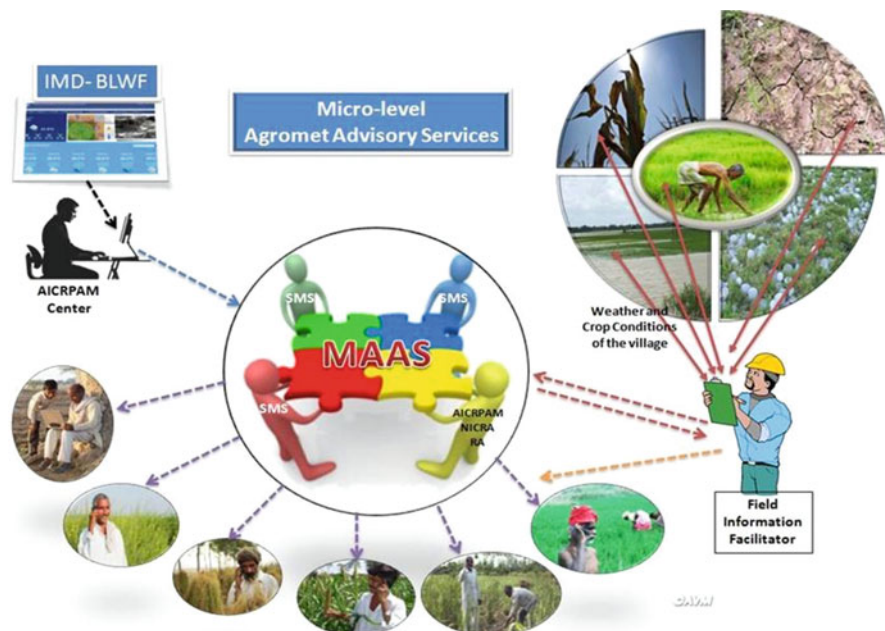 IMD- BLWF
Micro-level
Agromet Advisory Services
AICRPAM
Center
SMS
SMS
MAAS
SMS
AICRPAM
NICRA
RA
Weather and
Crop Conditions
of the village
Field
Information
Facilitator